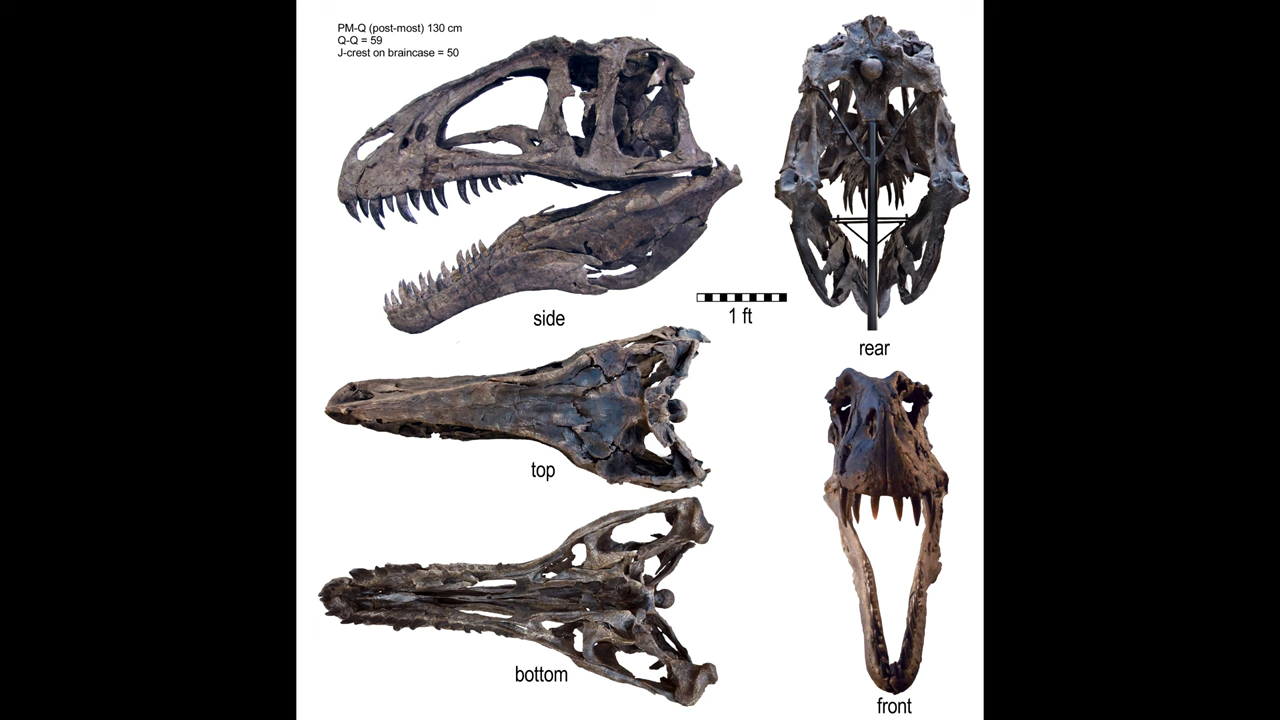 PM-Q (post-most) 130 cm
Q-Q = 59
J-crest on braincase = 50
side
1 ft
rear
top
bottom
front